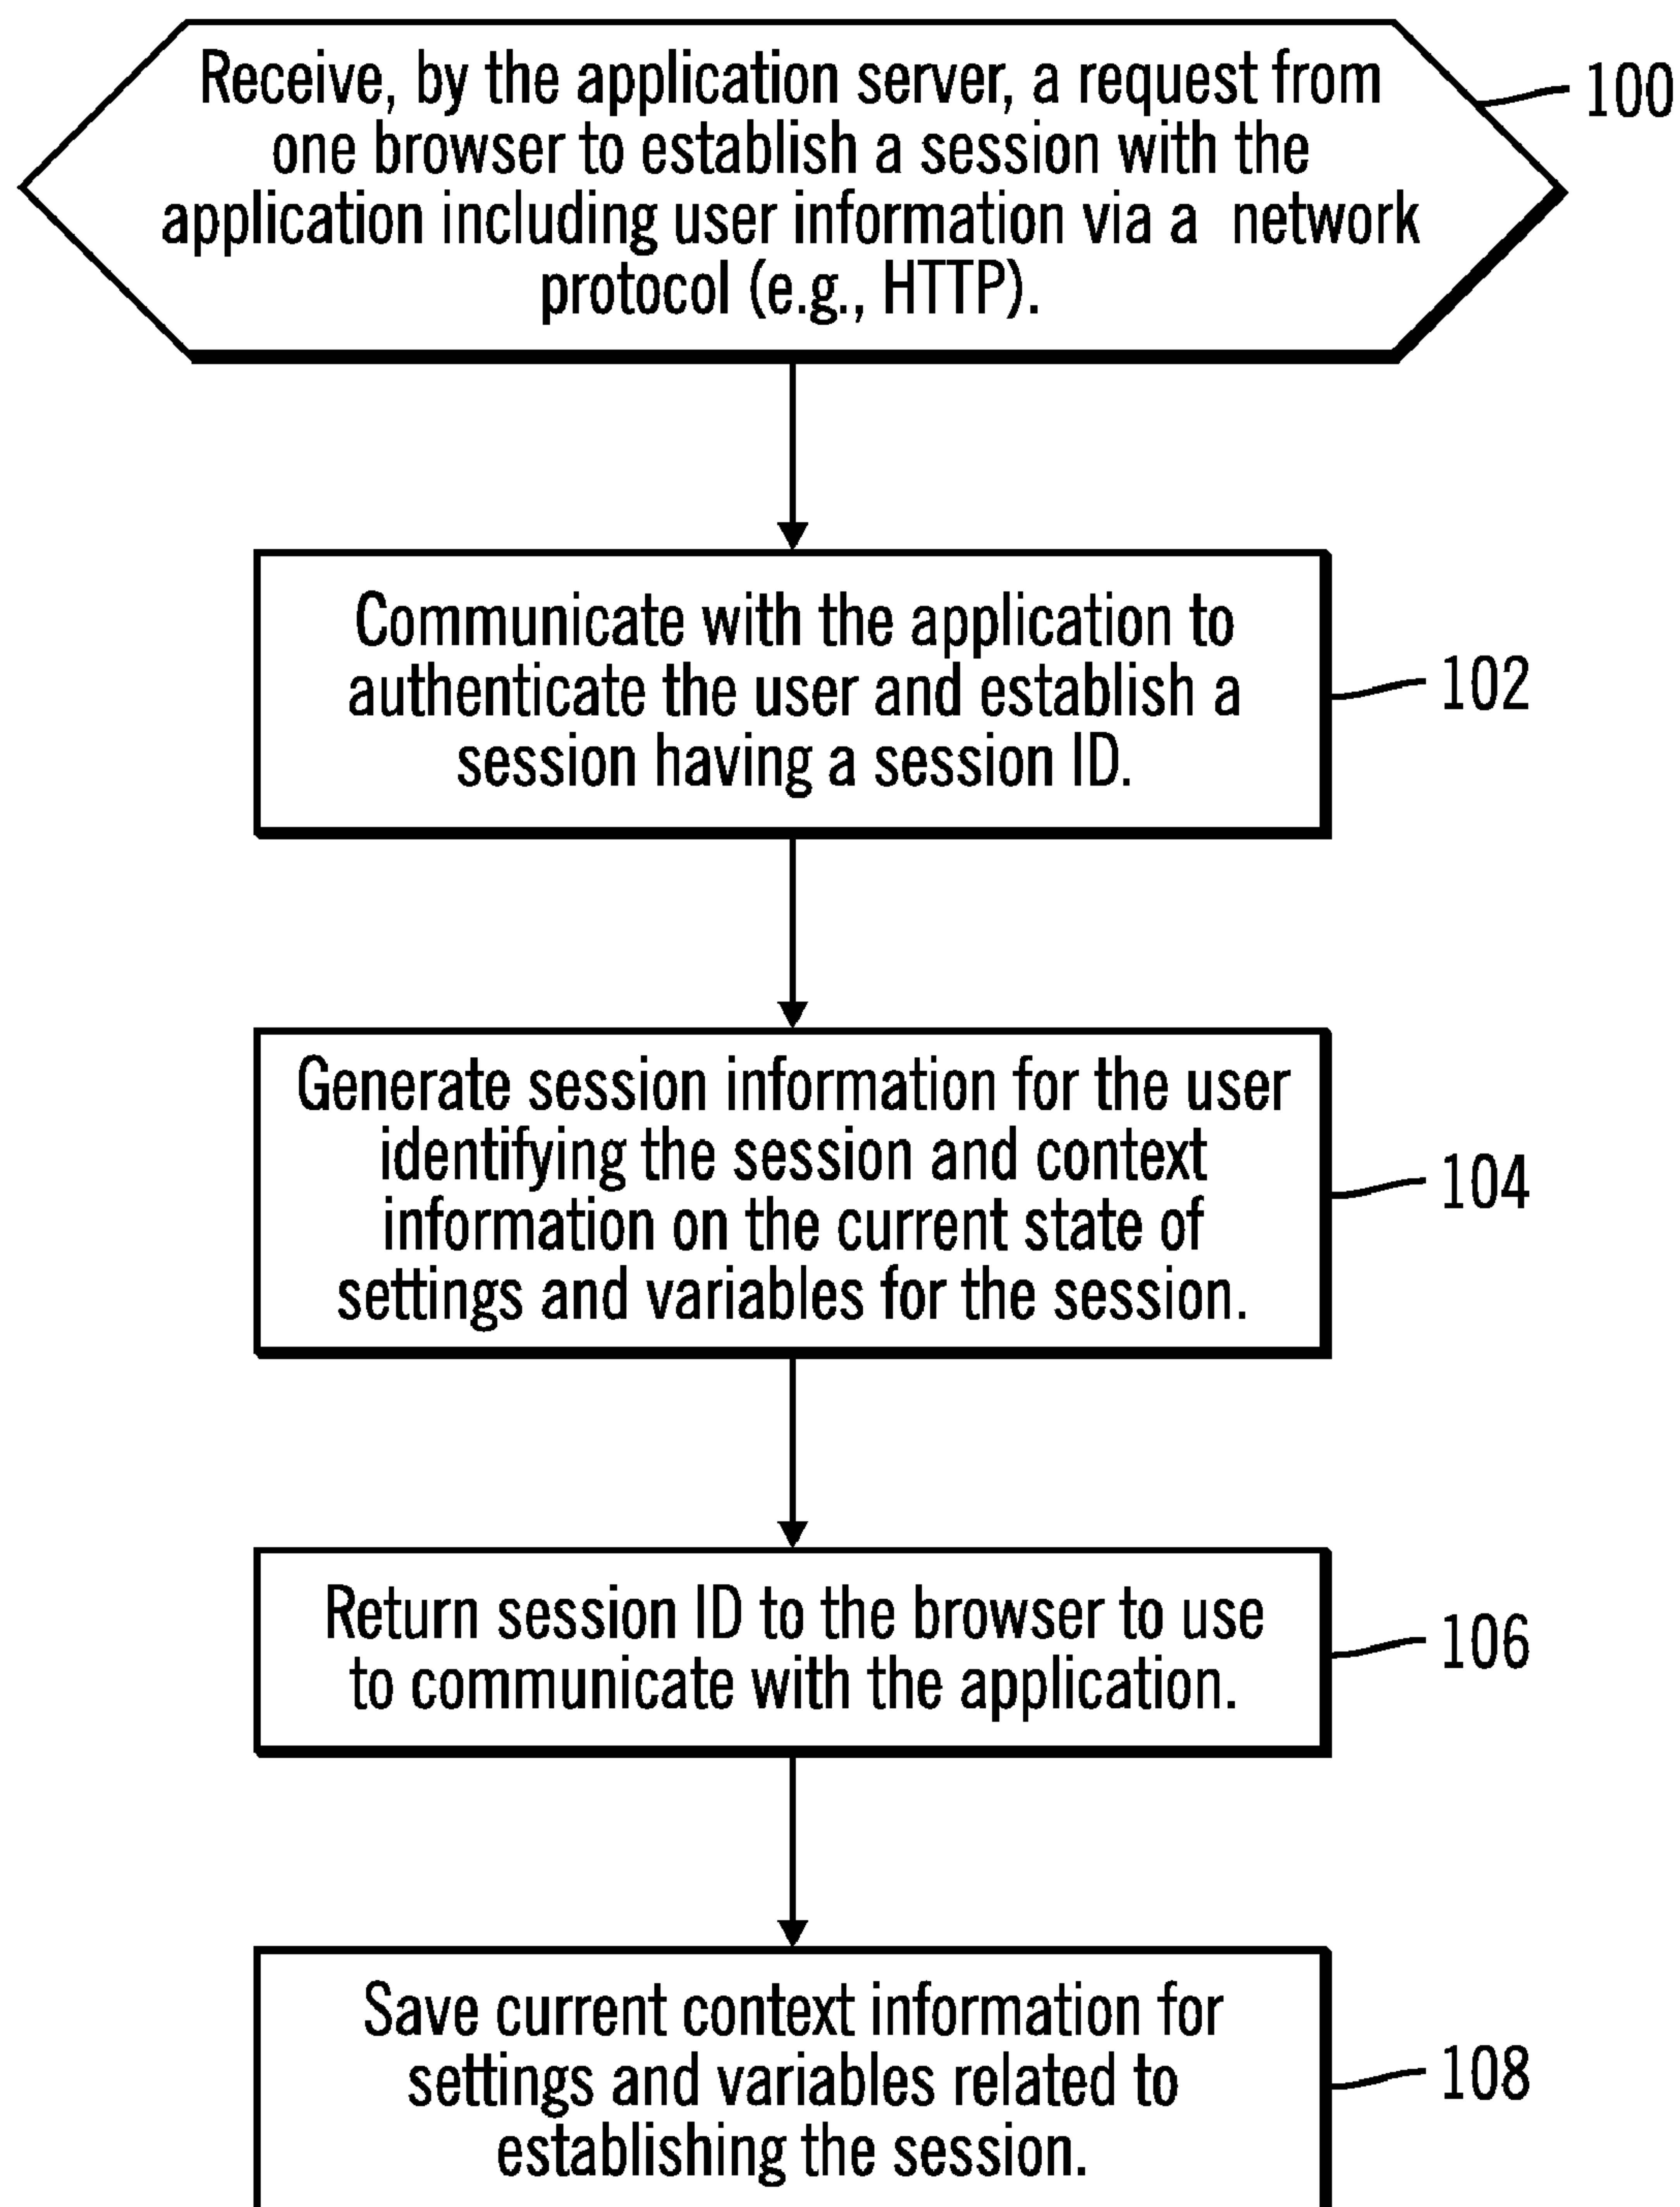 Receive, by the application server, a request from
one browser to establish a session with the
application including user information via a network
protocol (e.g., HTTP).
100
Communicate with the application to
authenticate the user and establish a
session having a session ID.
102
Generate session information for the user
identifying the session and context
information on the current state of
settings and variables for the session.
104
Return session ID to the browser to use
to communicate with the application.
106
Save current context information for
settings and variables related to
establishing the session.
108